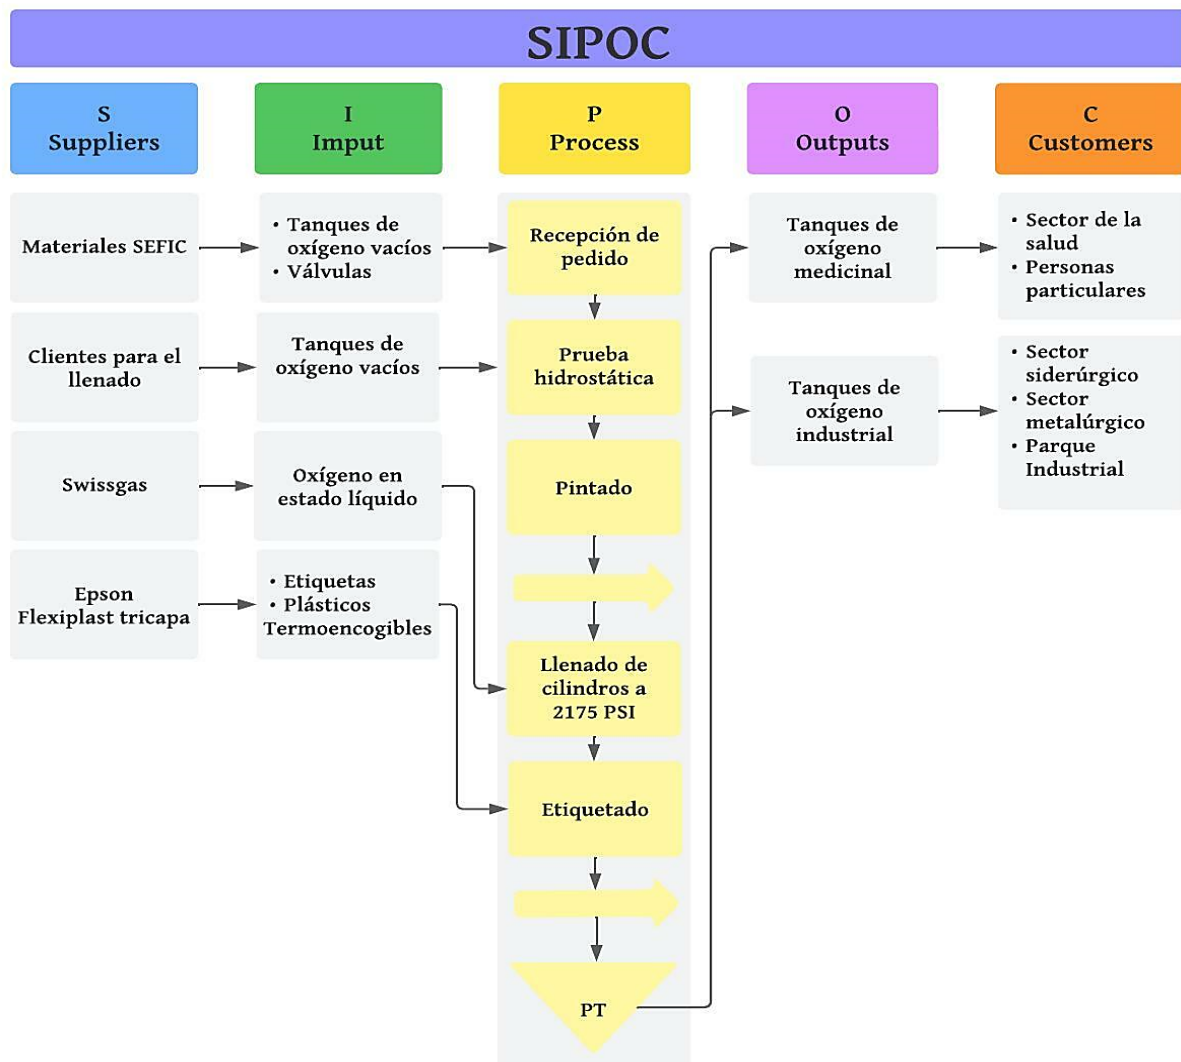 SIPOC
S
Suppliers
I
Imput
P
Process
O
Outputs
C
Customers
Materiales SEFIC
• Tanques de
oxígeno vacíos
• Válvulas
Recepción de
pedido
Tanques de
oxígeno
medicinal
• Sector de la
salud
• Personas
particulares
Clientes para el
llenado
Tanques de
oxígeno vacíos
Prueba
hidrostática
Tanques de
oxígeno
industrial
• Sector
siderúrgico
• Sector
metalúrgico
• Parque
Industrial
Swissgas
Oxígeno en
estado líquido
Pintado
Epson
Flexiplast tricapa
• Etiquetas
• Plásticos
Termoencogibles
Llenado de
cilindros a
2175 PSI
Etiquetado
PT